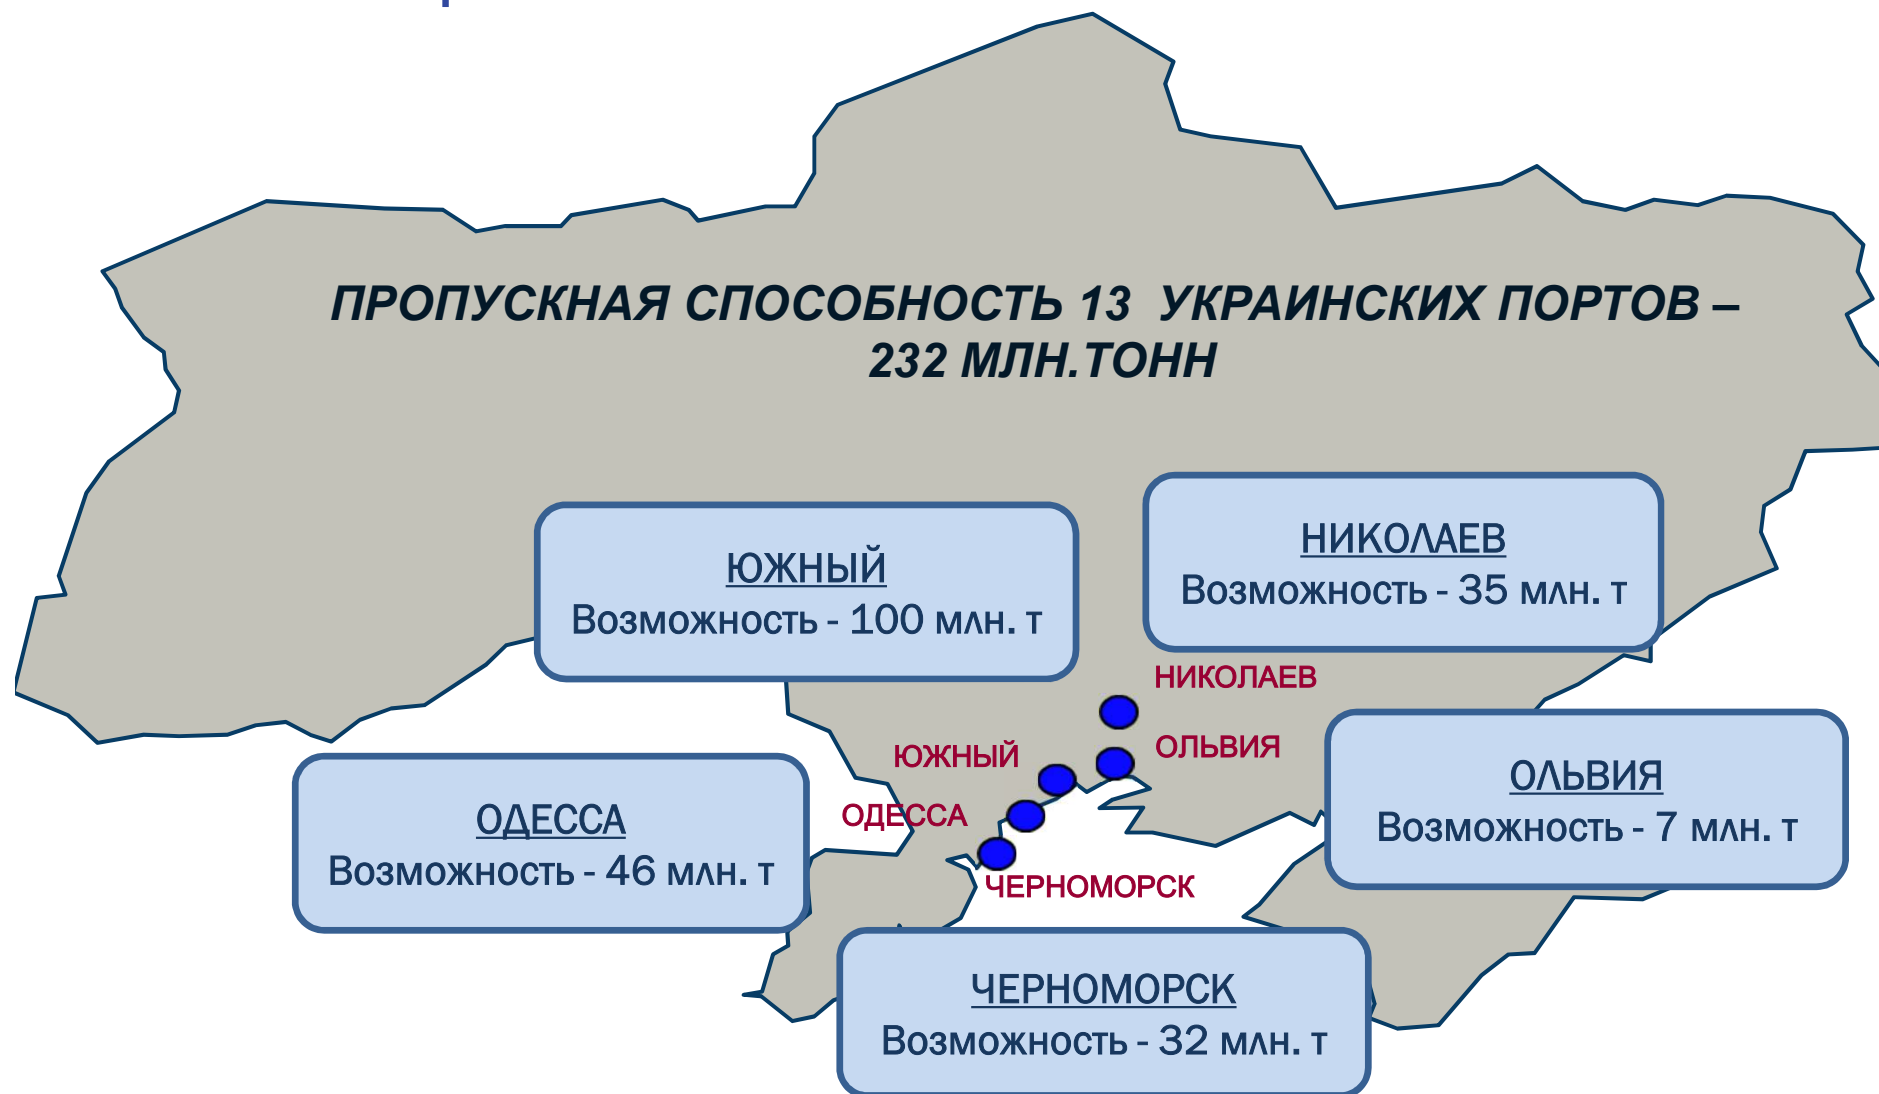 ПРОПУСКНАЯ СПОСОБНОСТЬ 13 УКРАИНСКИХ ПОРТОВ –
232 МЛН.ТОНН
ЮЖНЫЙ
Возможность - 100 млн. т
НИКОЛАЕВ
Возможность - 35 млн. т
НИКОЛАЕВ
ЮЖНЫЙ
ОЛЬВИЯ
ОДЕССА
ЧЕРНОМОРСК
ОДЕССА
Возможность - 46 млн. т
ОЛЬВИЯ
Возможность - 7 млн. т
ЧЕРНОМОРСК
Возможность - 32 млн. т